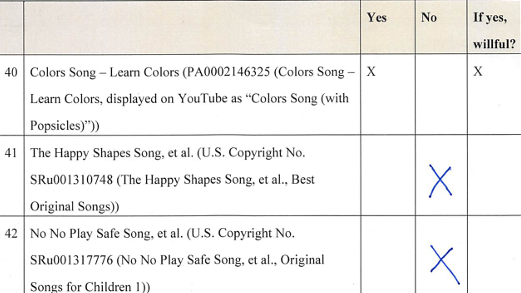 Yes No If yes,
willful?
40 Colors Song – Learn Colors (PA0002146325 (Colors Song – X X
Learn Colors, displayed on YouTube as “Colors Song (with
Popsicles)”))
41 The Happy Shapes Song, et al. (U.S. Copyright No.
SRu001310748 (The Happy Shapes Song, et al., Best X
Original Songs))
42 No No Play Safe Song, et al. (U.S. Copyright No.
SRu001317776 (No No Play Safe Song, et al., Original X
Songs for Children 1))